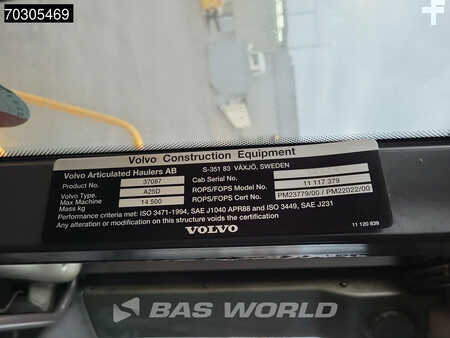 70305469
F
Volvo Construction Equipment
Volvo Articulated Haulers AB S-351 83 VÄXJÖ, SWEDEN
Product No. 37087 Cab Serial No.
Volvo Type. A25D ROPS/FOPS Model No. 11 117 379
Max Machine Mass kg 14 500 ROPS/FOPS Cert No. PM23779/00 / PM22022/00
Performance criteria met: ISO 3471-1994, SAE J1040 APR88 and ISO 3449, SAE J231
Any alteration or modification on this structure voids this certification.
VOLVO 11 120 839
BAS WORLD